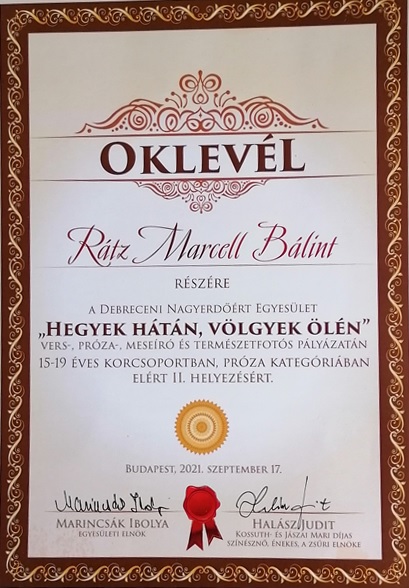 OKLEVÉL
Rátz Marcell Bálint
RÉSZÉRE
A DEBRECENI NAGYERDŐÉRT EGYESÜLET
„HEGYEK HÁTÁN, VÖLGYEK ÖLÉN”
VERS-, PRÓZA-, MESEÍRÓ ÉS TERMÉSZETFOTÓS PÁLYÁZATÁN
15-19 ÉVES KORCSOPORTBAN, PRÓZA KATEGÓRIÁBAN
ELÉRT II. HELYEZÉSÉRT.
BUDAPEST, 2021. SZEPTEMBER 17.
MARINCSÁK IBOLYA
EGYESÜLETI ELNÖK
HALÁSZ JUDIT
KOSSUTH- ÉS JÁSZAI MARI DÍJAS
SZÍNÉSZNŐ, ÉNEKES, A ZSŰRI ELNÖKE